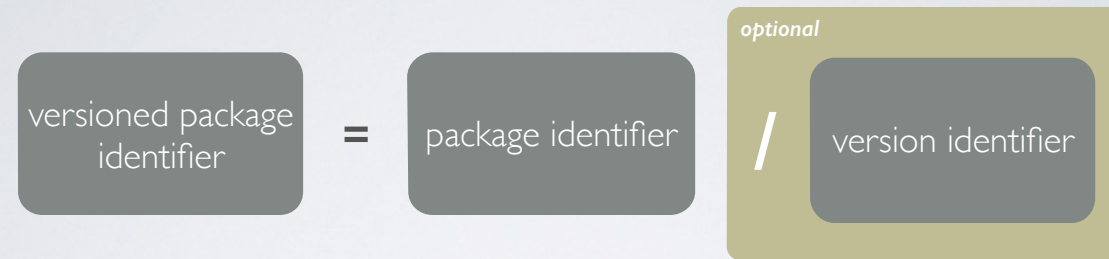 optional
versioned package
identifier
=
package identifier
/
version identifier